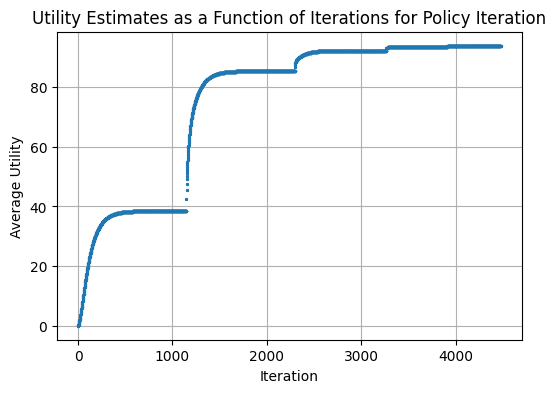 Utility Estimates as a Function of Iterations for Policy Iteration
Average Utility
80
60
40
20
0
0 1000 2000 3000 4000
Iteration